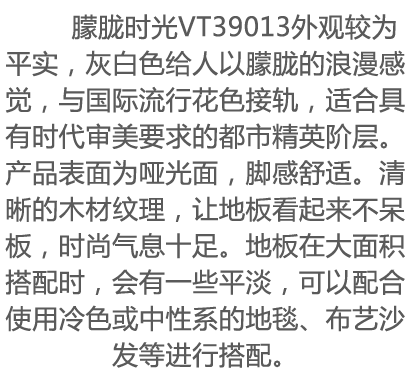 朦胧时光VT39013外观较为
平实，灰白色给人以朦胧的浪漫感
觉，与国际流行花色接轨，适合具
有时代审美要求的都市精英阶层。
产品表面为哑光面，脚感舒适。清
晰的木材纹理，让地板看起来不呆
板，时尚气息十足。地板在大面积
搭配时，会有一些平淡，可以配合
使用冷色或中性系的地毯、布艺沙
发等进行搭配。